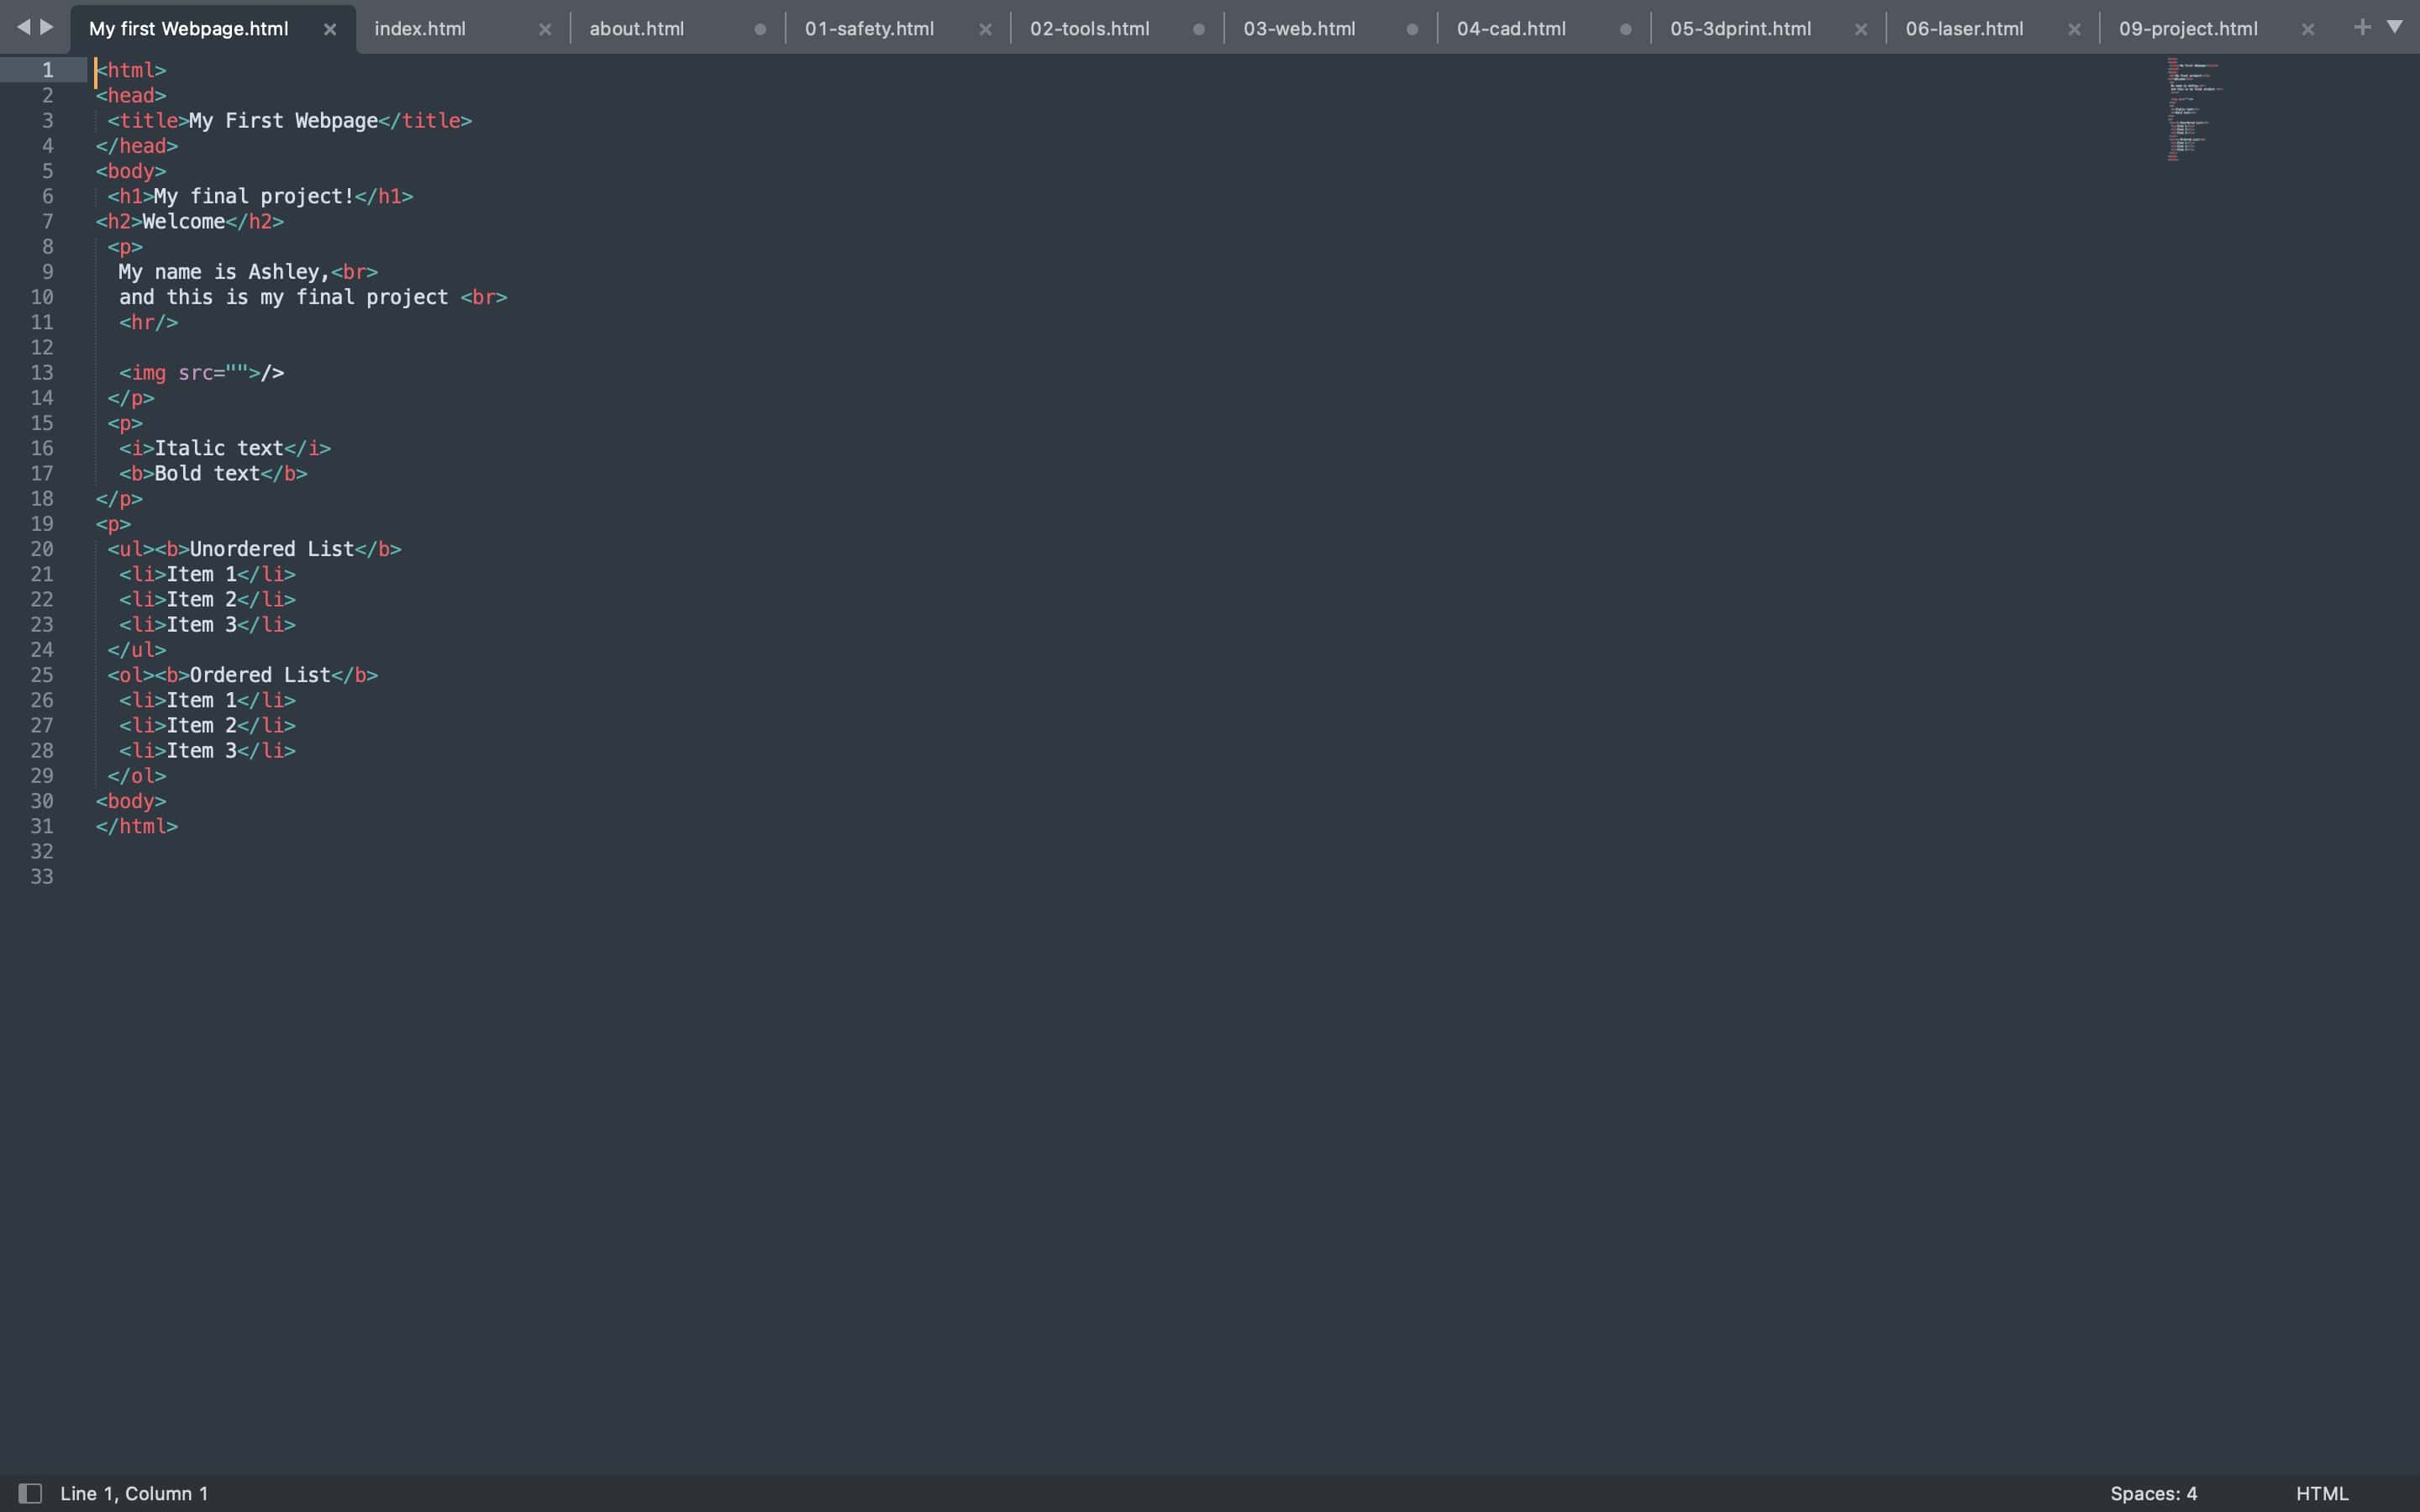 My first Webpage.html × index.html × about.html 01-safety.html × 02-tools.html 03-web.html 04-cad.html 05-3dprint.html × 06-laser.html × 09-project.html × +
1 <html>
2 <head>
3  <title>My First Webpage</title>
4 </head>
5 <body>
6  <h1>My final project!</h1>
7 <h2>Welcome</h2>
8  <p>
9   My name is Ashley,<br>
10   and this is my final project <br>
11   <hr/>
12
13   <img src="">/>
14  </p>
15  <p>
16   <i>Italic text</i>
17   <b>Bold text</b>
18 </p>
19 <p>
20  <ul><b>Unordered List</b>
21   <li>Item 1</li>
22   <li>Item 2</li>
23   <li>Item 3</li>
24  </ul>
25  <ol><b>Ordered List</b>
26   <li>Item 1</li>
27   <li>Item 2</li>
28   <li>Item 3</li>
29  </ol>
30 <body>
31 </html>
32
33
Line 1, Column 1 Spaces: 4 HTML